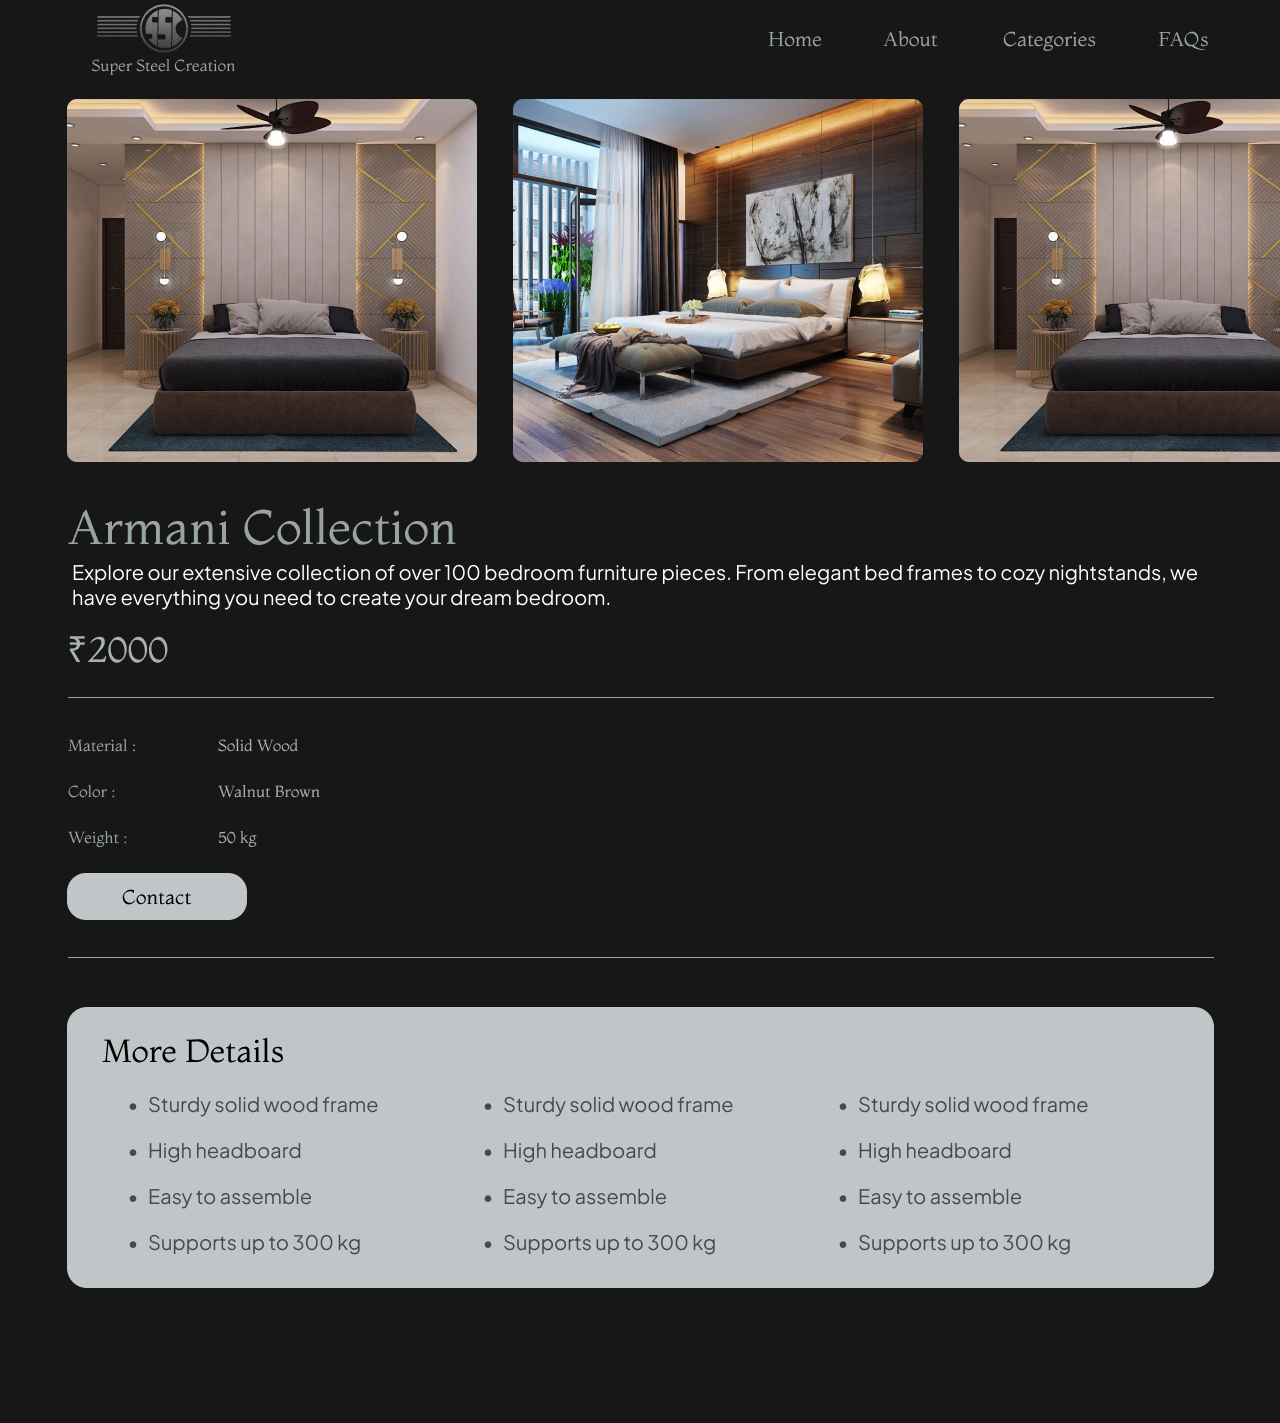 SSC
Super Steel Creation
Home About Categories FAQs
Armani Collection
Explore our extensive collection of over 100 bedroom furniture pieces. From elegant bed frames to cozy nightstands, we
have everything you need to create your dream bedroom.
₹2000
Material : Solid Wood
Color : Walnut Brown
Weight : 50 kg
Contact
More Details
• Sturdy solid wood frame
• High headboard
• Easy to assemble
• Supports up to 300 kg
• Sturdy solid wood frame
• High headboard
• Easy to assemble
• Supports up to 300 kg
• Sturdy solid wood frame
• High headboard
• Easy to assemble
• Supports up to 300 kg